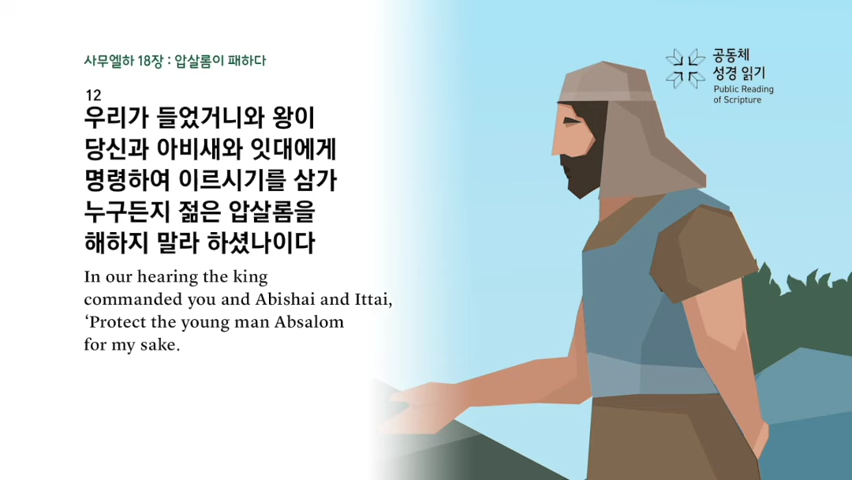 사무엘하 18장 : 압살롬이 패하다
12
우리가 들었거니와 왕이
당신과 아비새와 잇대에게
명령하여 이르시기를 삼가
누구든지 젊은 압살롬을
해하지 말라 하셨나이다
In our hearing the king
commanded you and Abishai and Ittai,
‘Protect the young man Absalom
for my sake.
공동체
성경 읽기
Public Reading
of Scripture